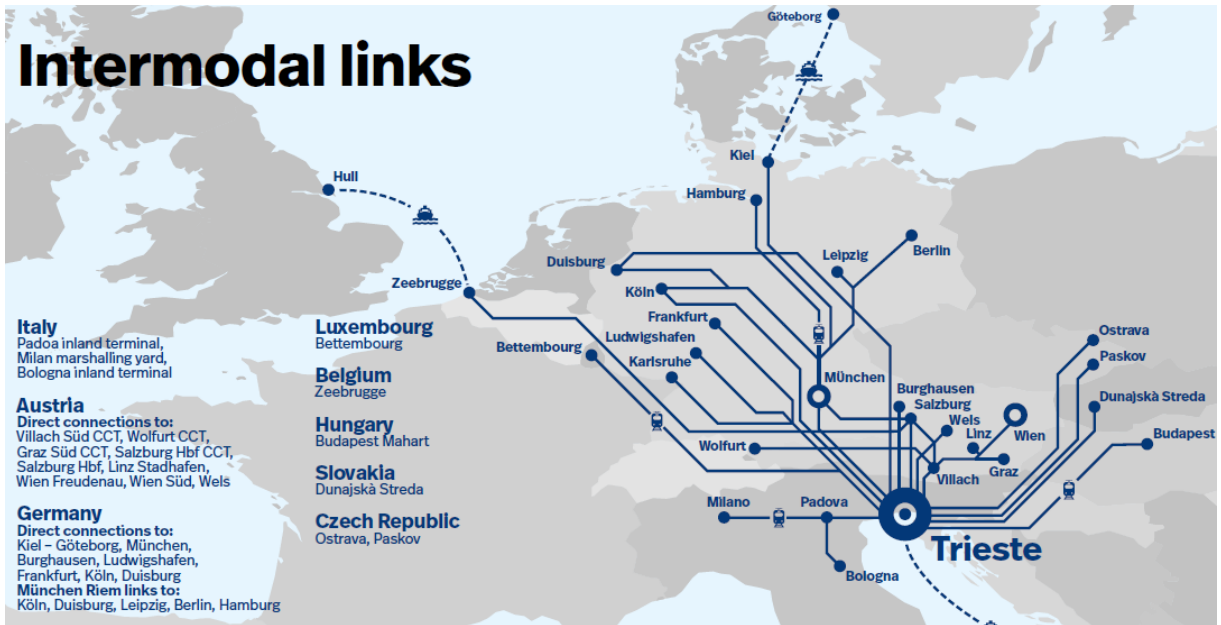 Intermodal links
Göteborg
Kiel
Hull
Hamburg
Leipzig
Berlin
Duisburg
Zeebrugge
Köln
Frankfurt
Ludwigshafen
Bettembourg
Karlsruhe
München
Ostrava
Paskov
Burghausen
Salzburg
Dunajskà Streda
Wels
Linz
Wien
Budapest
Wolfurt
Villach
Graz
Milano
Padova
Trieste
Bologna
Italy
Padoa inland terminal,
Milan marshalling yard,
Bologna inland terminal
Austria
Direct connections to:
Villach Süd CCT, Wolfurt CCT,
Graz Süd CCT, Salzburg Hbf CCT,
Salzburg Hbf, Linz Stadhafen,
Wien Freudenau, Wien Süd, Wels
Germany
Direct connections to:
Kiel – Göteborg, München,
Burghausen, Ludwigshafen,
Frankfurt, Köln, Duisburg
München Riem links to:
Köln, Duisburg, Leipzig, Berlin, Hamburg
Luxembourg
Bettembourg
Belgium
Zeebrugge
Hungary
Budapest Mahart
Slovakia
Dunajskà Streda
Czech Republic
Ostrava, Paskov